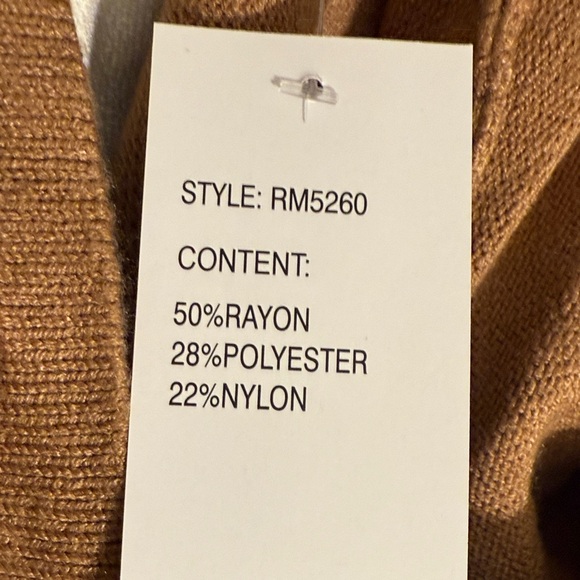 STYLE: RM5260
CONTENT:
50%RAYON
28%POLYESTER
22%NYLON